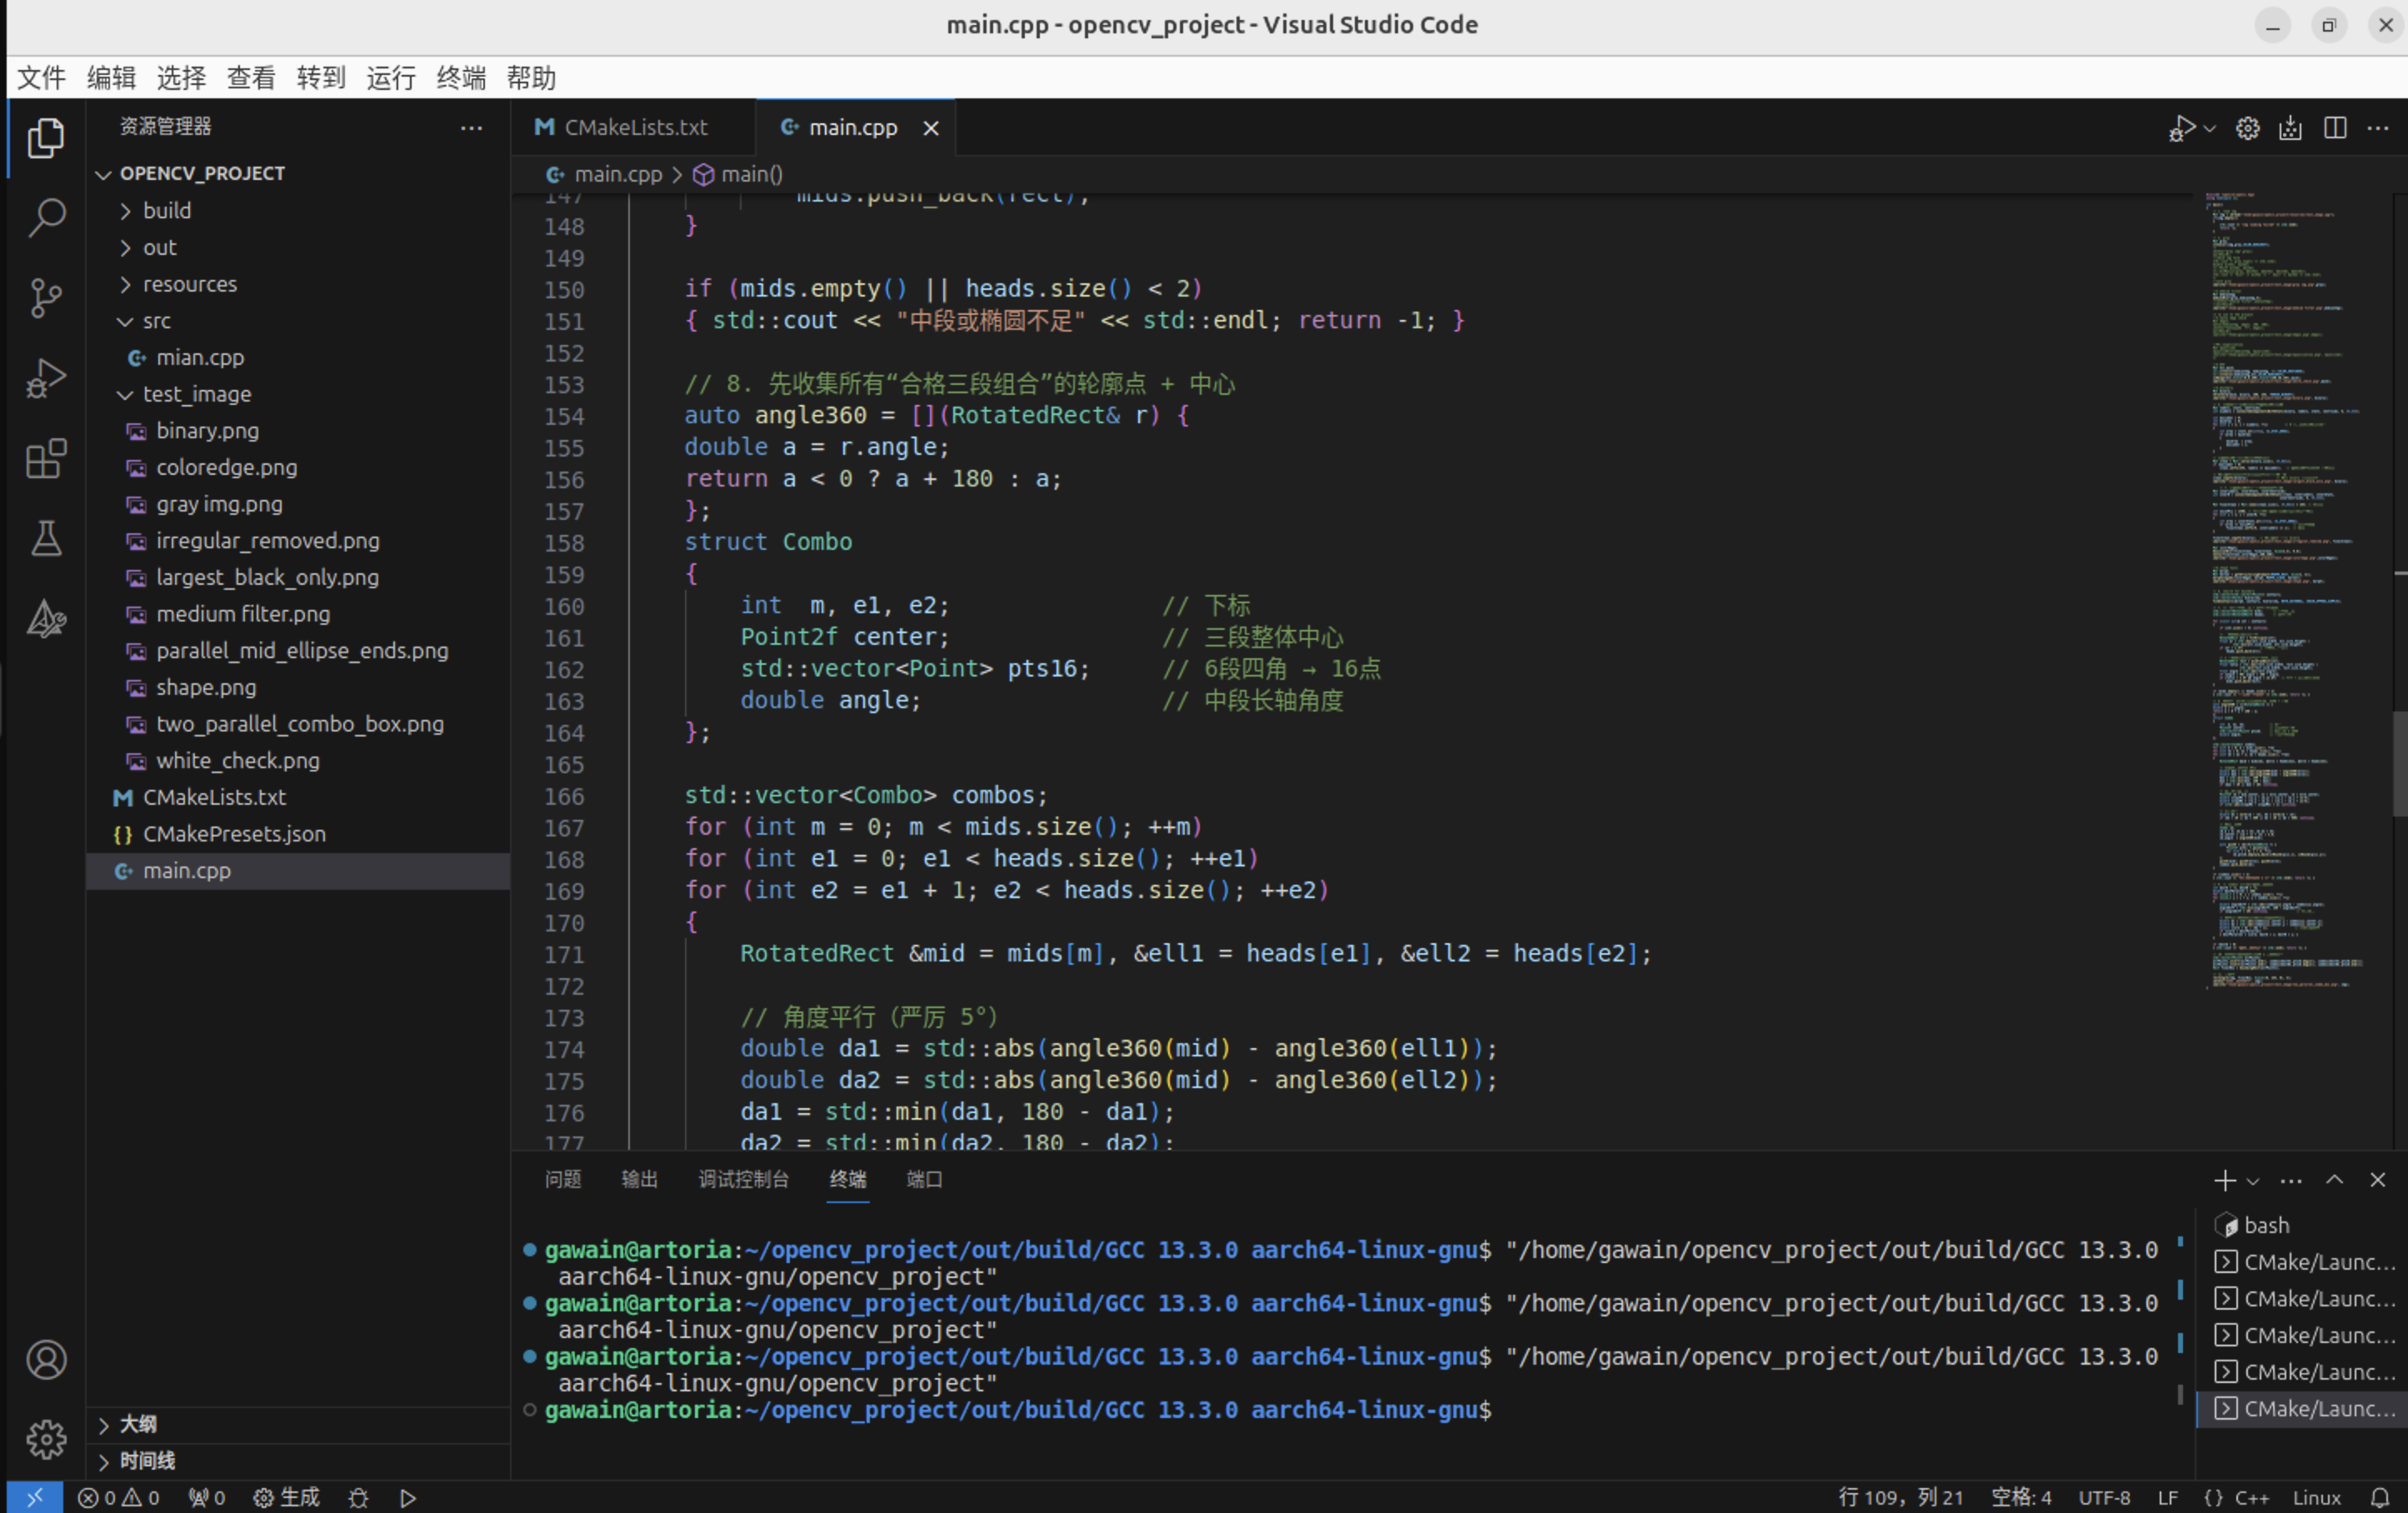 main.cpp - opencv_project - Visual Studio Code
文件 编辑 选择 查看 转到 运行 终端 帮助
资源管理器
OPENCV_PROJECT
build
out
resources
src
mian.cpp
test_image
binary.png
coloredge.png
gray img.png
irregular_removed.png
largest_black_only.png
medium filter.png
parallel_mid_ellipse_ends.png
shape.png
two_parallel_combo_box.png
white_check.png
CMakeLists.txt
CMakePresets.json
main.cpp
大纲
时间线
CMakeLists.txt
main.cpp
main.cpp > main()
147 mids.push_back(rect);
148 }
149
150 if (mids.empty() || heads.size() < 2)
151 { std::cout << "中段或椭圆不足" << std::endl; return -1; }
152
153 // 8. 先收集所有“合格三段组合”的轮廓点 + 中心
154 auto angle360 = [](RotatedRect& r) {
155 double a = r.angle;
156 return a < 0 ? a + 180 : a;
157 };
158 struct Combo
159 {
160 int  m, e1, e2; // 下标
161 Point2f center; // 三段整体中心
162 std::vector<Point> pts16; // 6段四角 → 16点
163 double angle; // 中段长轴角度
164 };
165
166 std::vector<Combo> combos;
167 for (int m = 0; m < mids.size(); ++m)
168 for (int e1 = 0; e1 < heads.size(); ++e1)
169 for (int e2 = e1 + 1; e2 < heads.size(); ++e2)
170 {
171 RotatedRect &mid = mids[m], &ell1 = heads[e1], &ell2 = heads[e2];
172
173 // 角度平行（严厉 5°）
174 double da1 = std::abs(angle360(mid) - angle360(ell1));
175 double da2 = std::abs(angle360(mid) - angle360(ell2));
176 da1 = std::min(da1, 180 - da1);
177 da2 = std::min(da2, 180 - da2);
问题 输出 调试控制台 终端 端口
gawain@artoria:~/opencv_project/out/build/GCC 13.3.0 aarch64-linux-gnu$ "/home/gawain/opencv_project/out/build/GCC 13.3.0
aarch64-linux-gnu/opencv_project"
gawain@artoria:~/opencv_project/out/build/GCC 13.3.0 aarch64-linux-gnu$ "/home/gawain/opencv_project/out/build/GCC 13.3.0
aarch64-linux-gnu/opencv_project"
gawain@artoria:~/opencv_project/out/build/GCC 13.3.0 aarch64-linux-gnu$ "/home/gawain/opencv_project/out/build/GCC 13.3.0
aarch64-linux-gnu/opencv_project"
gawain@artoria:~/opencv_project/out/build/GCC 13.3.0 aarch64-linux-gnu$
bash
CMake/Launc...
CMake/Launc...
CMake/Launc...
CMake/Launc...
CMake/Launc...
0 0 0 生成 行 109，列 21 空格: 4 UTF-8 LF {} C++ Linux